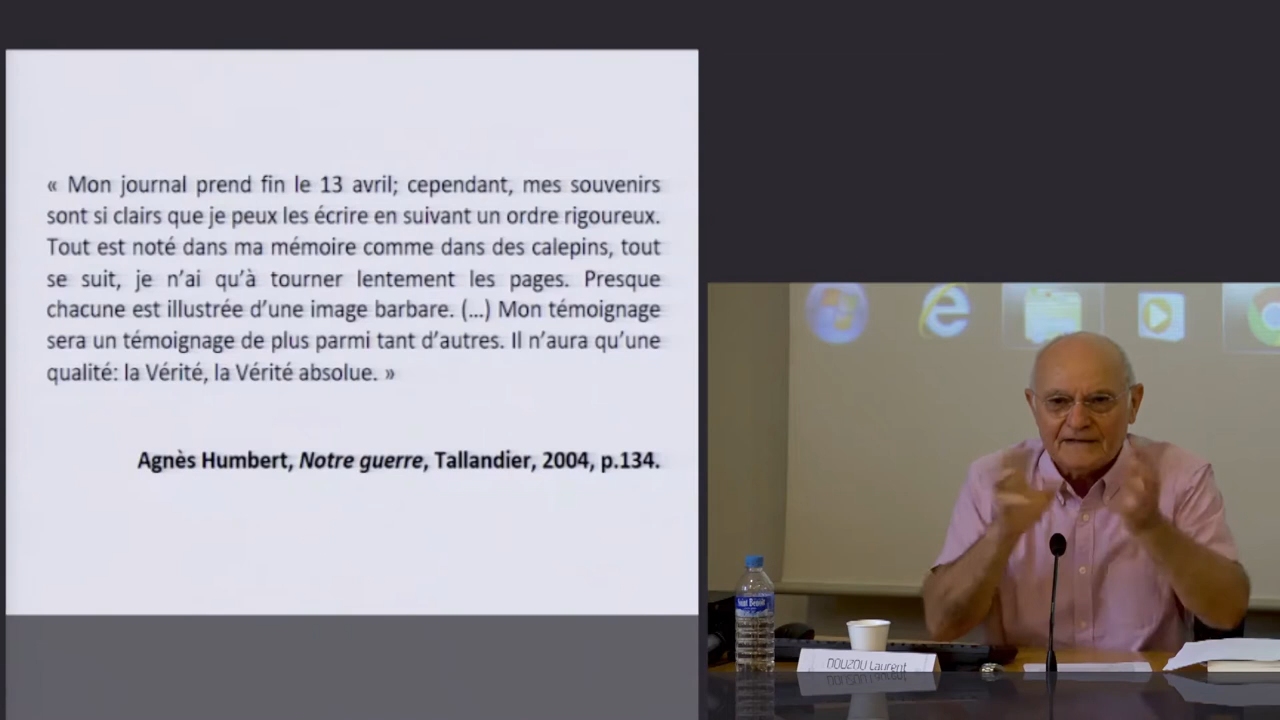 « Mon journal prend fin le 13 avril; cependant, mes souvenirs
sont si clairs que je peux les écrire en suivant un ordre rigoureux.
Tout est noté dans ma mémoire comme dans des calepins, tout
se suit, je n’ai qu’à tourner lentement les pages. Presque
chacune est illustrée d’une image barbare. (...) Mon témoignage
sera un témoignage de plus parmi tant d’autres. Il n’aura qu’une
qualité: la Vérité, la Vérité absolue. »
Agnès Humbert, Notre guerre, Tallandier, 2004, p.134.
Saint Benoît
DOUZOU Laurent